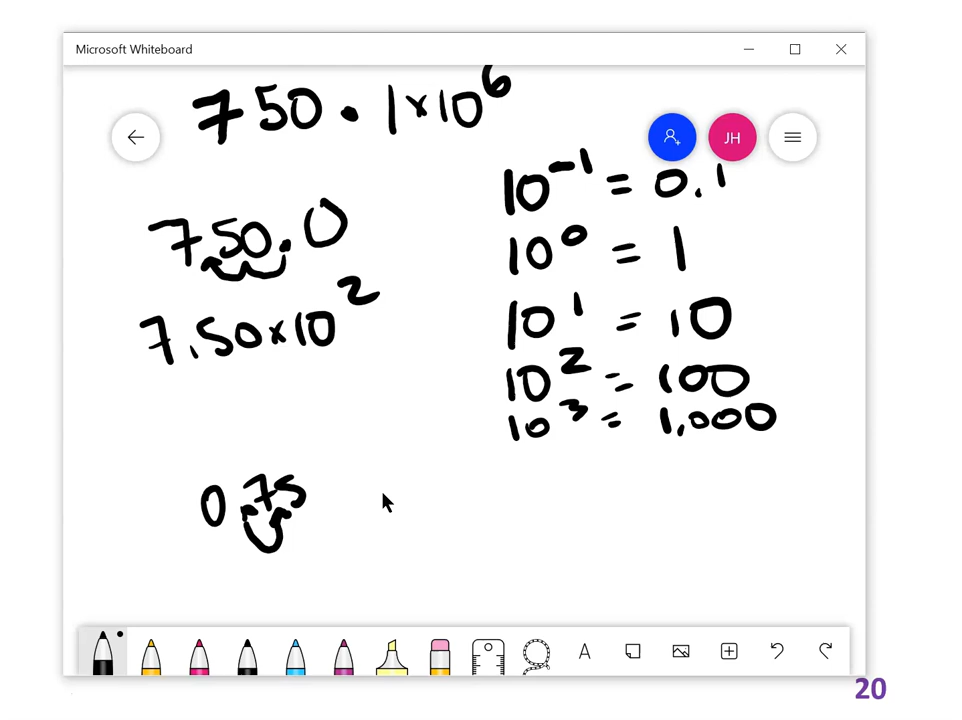 Microsoft Whiteboard
750 · 1×10⁶
JH
10⁻¹ = 0.1
750.0
10⁰ = 1
7.50×10²
10¹ = 10
10² = 100
10³ = 1,000
0.75
A
20